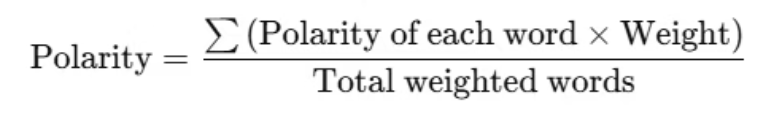 Polarity = ∑ (Polarity of each word × Weight) / Total weighted words